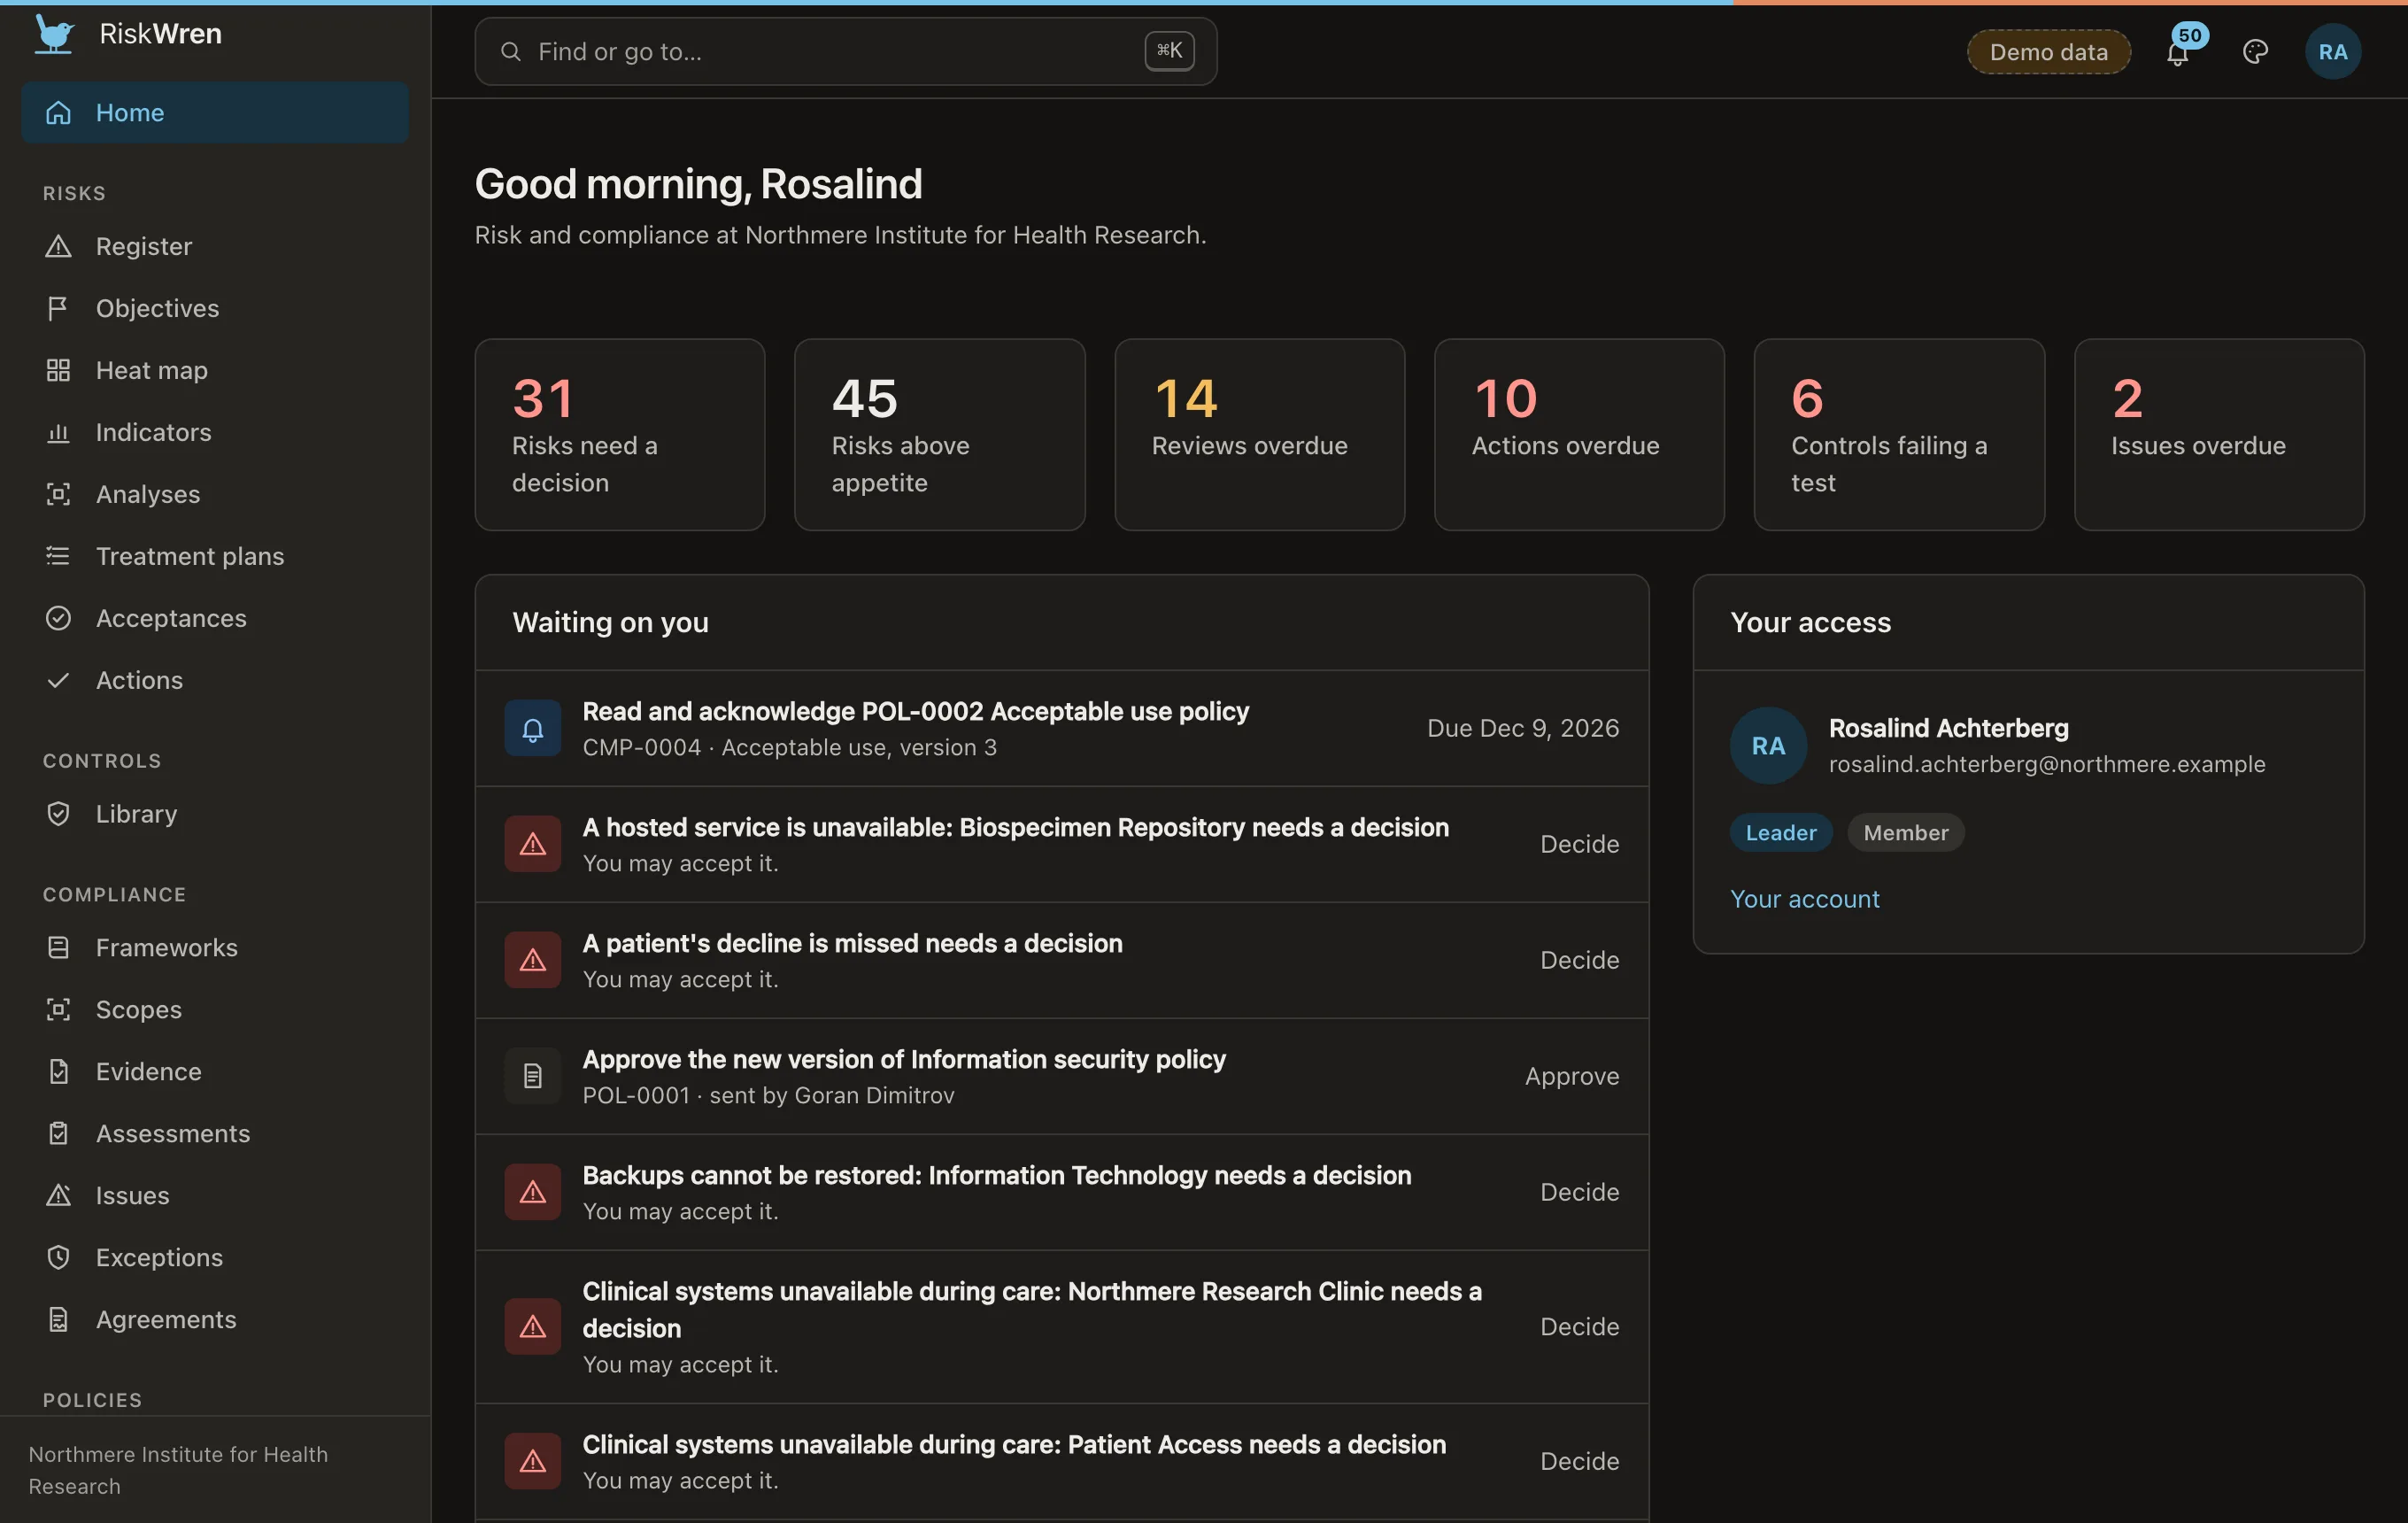 RiskWren
Find or go to...
⌘K
Demo data
50
RA
Home
RISKS
Register
Objectives
Heat map
Indicators
Analyses
Treatment plans
Acceptances
Actions
CONTROLS
Library
COMPLIANCE
Frameworks
Scopes
Evidence
Assessments
Issues
Exceptions
Agreements
POLICIES
Northmere Institute for Health
Research
Good morning, Rosalind
Risk and compliance at Northmere Institute for Health Research.
31
Risks need a
decision
45
Risks above
appetite
14
Reviews overdue
10
Actions overdue
6
Controls failing a
test
2
Issues overdue
Waiting on you
Read and acknowledge POL-0002 Acceptable use policy
CMP-0004 · Acceptable use, version 3
Due Dec 9, 2026
A hosted service is unavailable: Biospecimen Repository needs a decision
You may accept it.
Decide
A patient's decline is missed needs a decision
You may accept it.
Decide
Approve the new version of Information security policy
POL-0001 · sent by Goran Dimitrov
Approve
Backups cannot be restored: Information Technology needs a decision
You may accept it.
Decide
Clinical systems unavailable during care: Northmere Research Clinic needs a
decision
You may accept it.
Decide
Clinical systems unavailable during care: Patient Access needs a decision
You may accept it.
Decide
Your access
RA
Rosalind Achterberg
rosalind.achterberg@northmere.example
Leader
Member
Your account